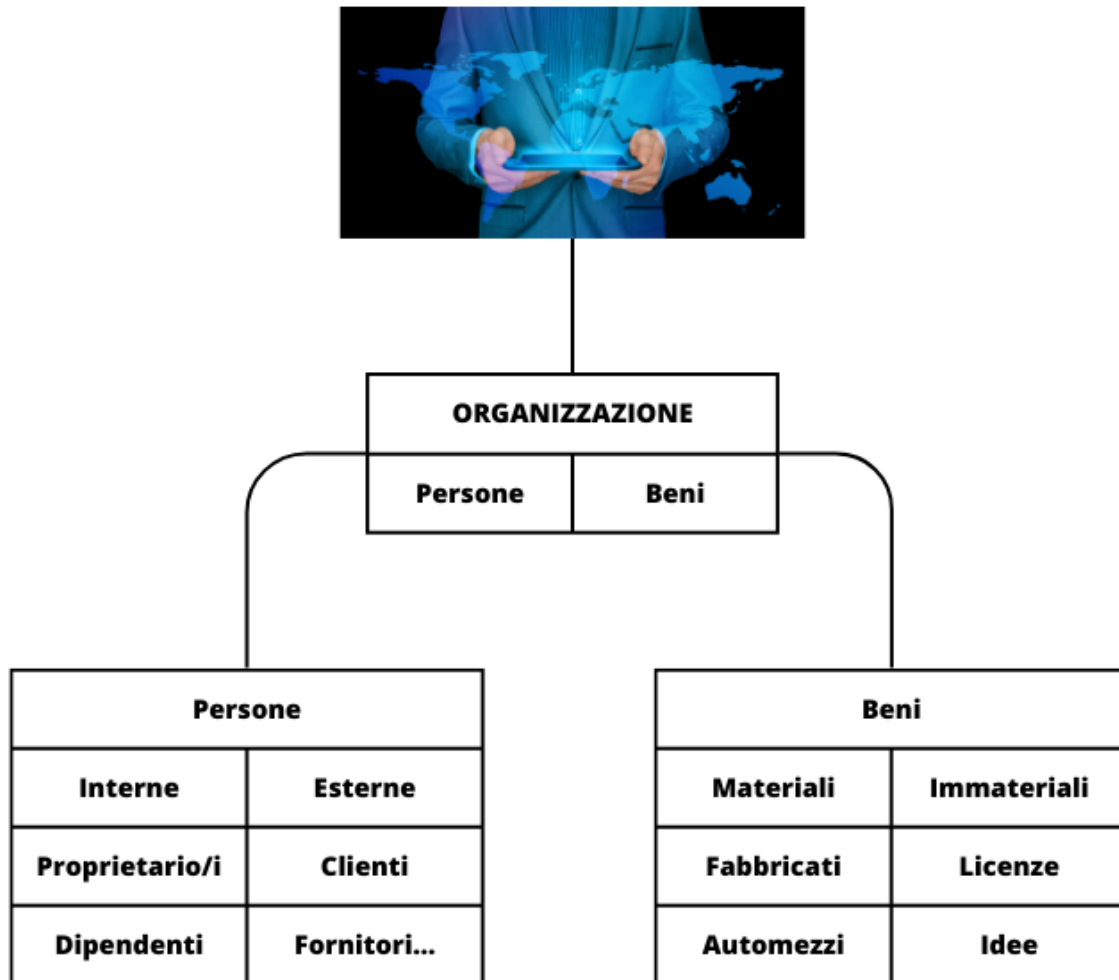 ORGANIZZAZIONE
Persone
Beni
Persone
Interne
Esterne
Proprietario/i
Clienti
Dipendenti
Fornitori...
Beni
Materiali
Immateriali
Fabbricati
Licenze
Automezzi
Idee